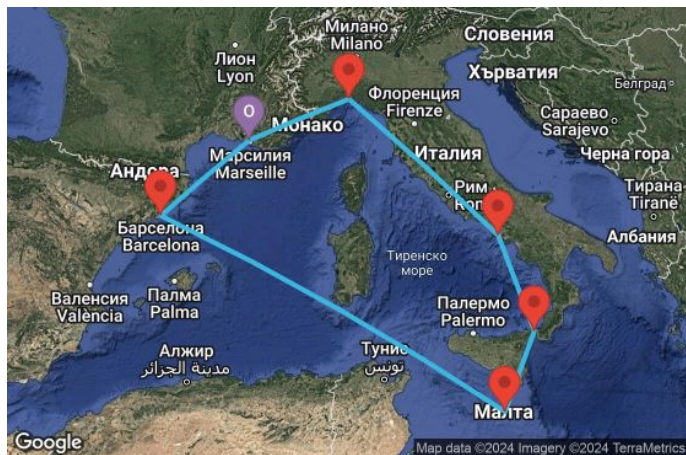 Милано
Milano
Словения
Лион
Lyon
Хърватия
Белград
Флоренция
Firenze
Монако
Сараево
Sarajevo
О
Марсилия
Marseille
Италия
Черна гора
Андора
Рим
Тирана
Tiranë
Барселона
Barcelona
Албания
Тиренско
море
Валенсия
València
Палма
Palma
Палермо
Palermo
Алжир
مدينة الجزائر
Тунис
تونس
Малта
Google
Map data ©2024 Imagery ©2024 TerraMetrics